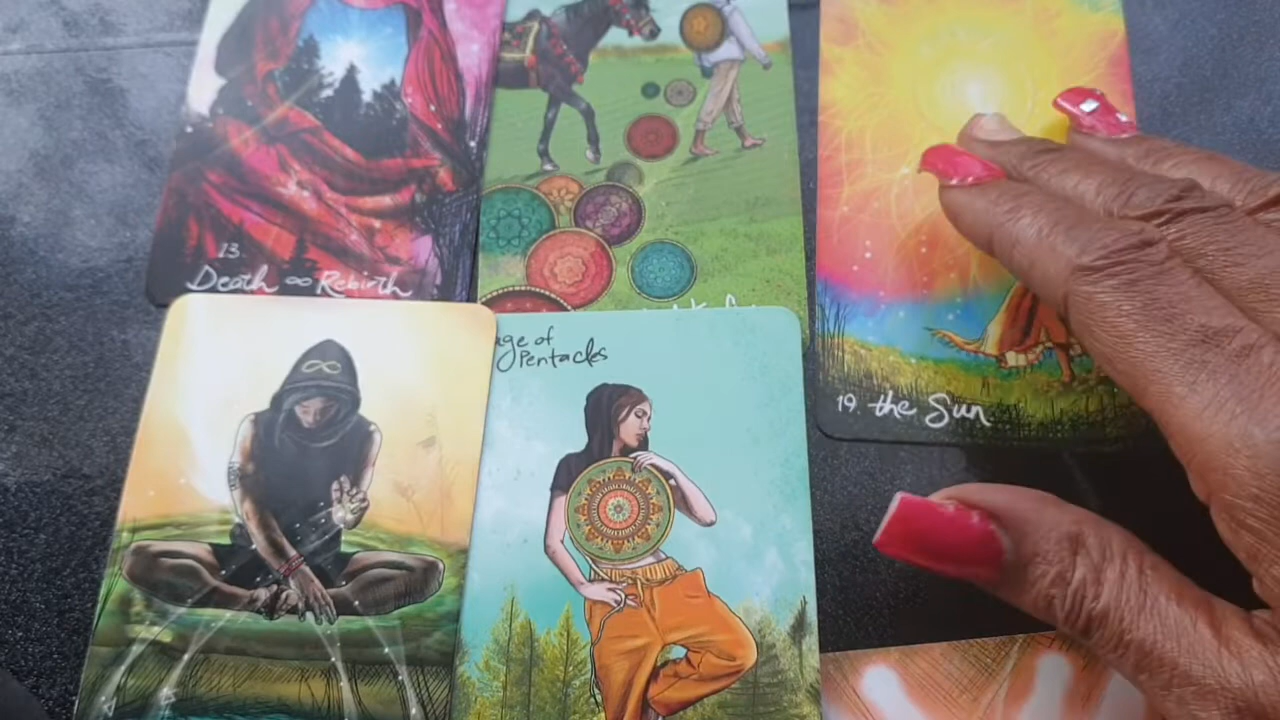 13.
Death ∞ Rebirth
age of
Pentacles
19. the Sun